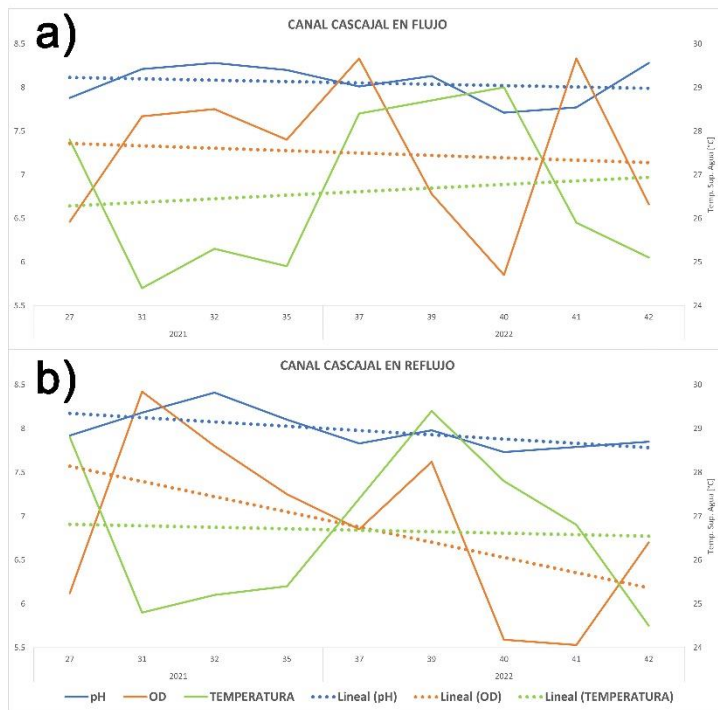 a)
CANAL CASCAJAL EN FLUJO
8.5 30
8 29
7.5 28
7 27
6.5 26
6 25
5.5 24
Temp. Sup. Agua [°C]
27 31 32 35 37 39 40 41 42
2021 2022
b)
CANAL CASCAJAL EN REFLUJO
8.5 30
8 29
7.5 28
7 27
6.5 26
6 25
5.5 24
Temp. Sup. Agua [°C]
27 31 32 35 37 39 40 41 42
2021 2022
pH OD TEMPERATURA Lineal (pH) Lineal (OD) Lineal (TEMPERATURA)